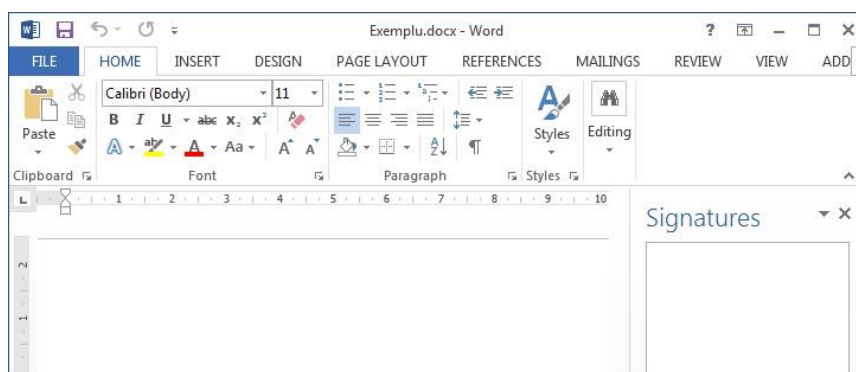 Exemplu.docx - Word
FILE HOME INSERT DESIGN PAGE LAYOUT REFERENCES MAILINGS REVIEW VIEW ADD
Calibri (Body) 11
B I U abc X₂ X²
A aby A Aa A A
Paste Styles Editing
Clipboard Font Paragraph Styles
1 2 3 4 5 6 7 8 9 10
Signatures
2
1